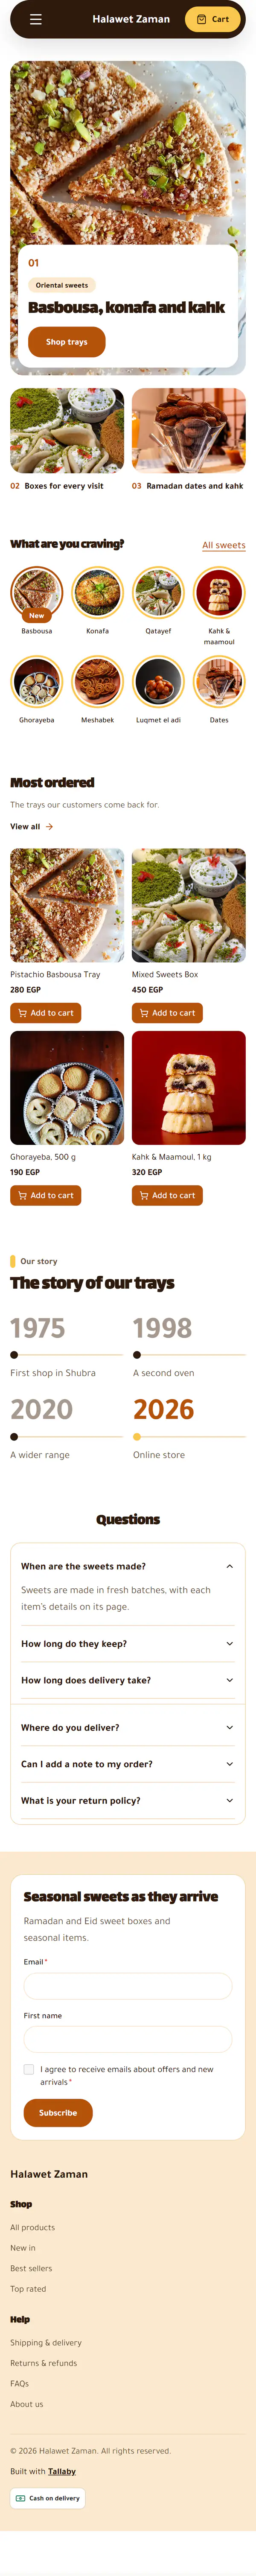 Halawet Zaman
Cart
01
Oriental sweets
Basbousa, konafa and kahk
Shop trays
02 Boxes for every visit
03 Ramadan dates and kahk
What are you craving?
All sweets
New
Basbousa
Konafa
Qatayef
Kahk &
maamoul
Ghorayeba
Meshabek
Luqmet el adi
Dates
Most ordered
The trays our customers come back for.
View all
Pistachio Basbousa Tray
280 EGP
Add to cart
Mixed Sweets Box
450 EGP
Add to cart
Ghorayeba, 500 g
190 EGP
Add to cart
Kahk & Maamoul, 1 kg
320 EGP
Add to cart
Our story
The story of our trays
1975
First shop in Shubra
1998
A second oven
2020
A wider range
2026
Online store
Questions
When are the sweets made?
Sweets are made in fresh batches, with each
item's details on its page.
How long do they keep?
How long does delivery take?
Where do you deliver?
Can I add a note to my order?
What is your return policy?
Seasonal sweets as they arrive
Ramadan and Eid sweet boxes and
seasonal items.
Email*
First name
I agree to receive emails about offers and new
arrivals*
Subscribe
Halawet Zaman
Shop
All products
New in
Best sellers
Top rated
Help
Shipping & delivery
Returns & refunds
FAQs
About us
© 2026 Halawet Zaman. All rights reserved.
Built with Tallaby
Cash on delivery